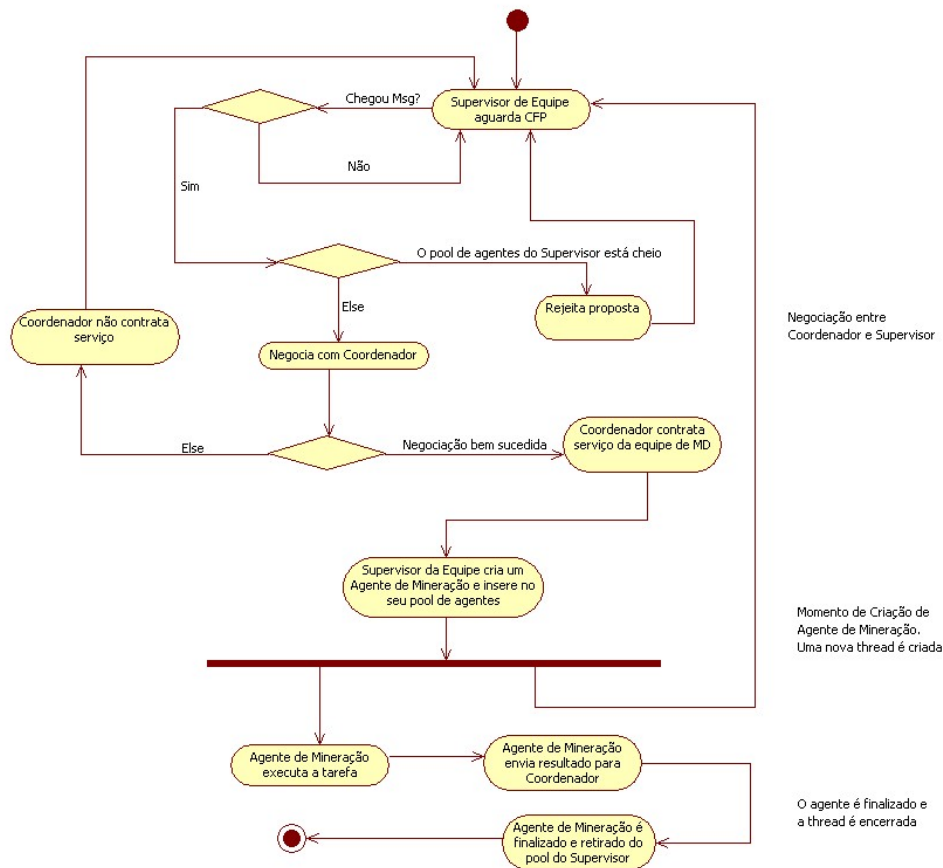 Chegou Msg?
Supervisor de Equipe
aguarda CFP
Não
Sim
O pool de agentes do Supervisor está cheio
Else
Rejeita proposta
Coordenador não contrata
serviço
Negociação entre
Coordenador e Supervisor
Negocia com Coordenador
Else
Negociação bem sucedida
Coordenador contrata
serviço da equipe de MD
Supervisor da Equipe cria um
Agente de Mineração e insere no
seu pool de agentes
Momento de Criação de
Agente de Mineração.
Uma nova thread é criada
Agente de Mineração
executa a tarefa
Agente de Mineração
envia resultado para
Coordenador
O agente é finalizado e
a thread é encerrada
Agente de Mineração é
finalizado e retirado do
pool do Supervisor